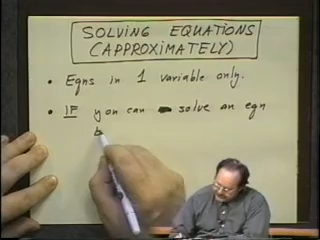 SOLVING EQUATIONS
(APPROXIMATELY)
• Eqns in 1 variable only.
• IF you can solve an eqn
b